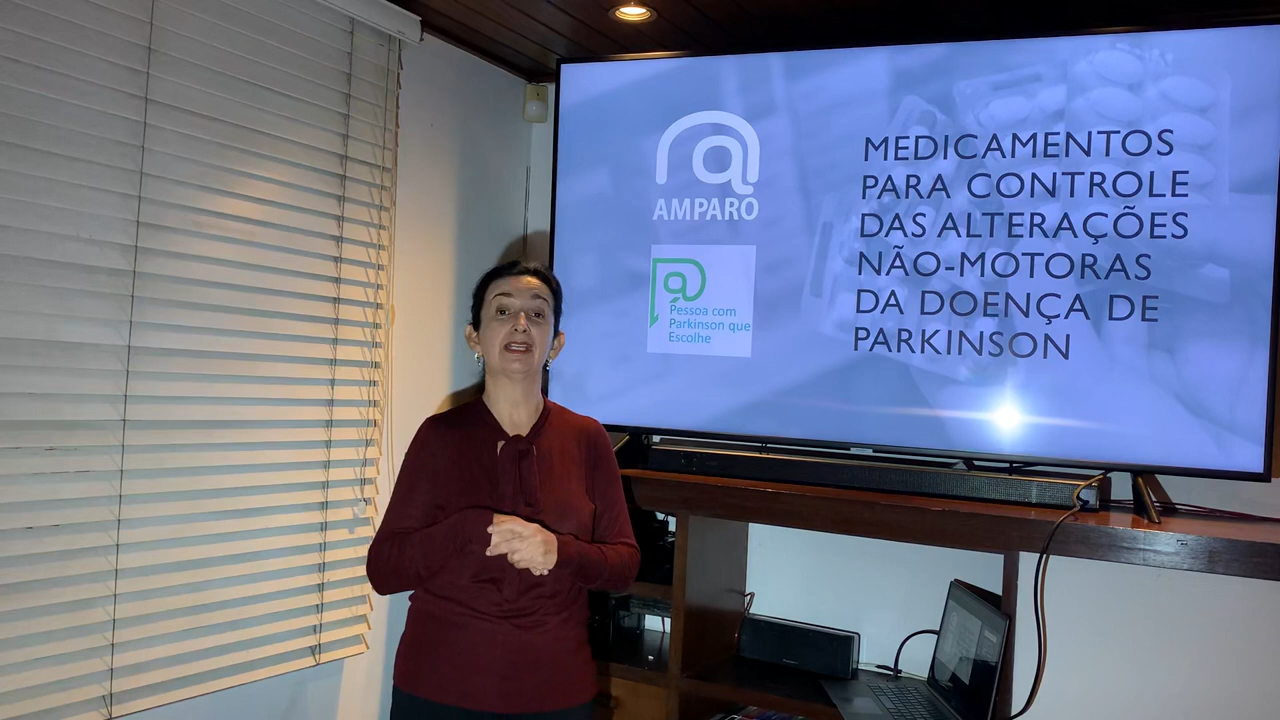 AMPARO
Pessoa com
Parkinson que
Escolhe
MEDICAMENTOS
PARA CONTROLE
DAS ALTERAÇÕES
NÃO-MOTORAS
DA DOENÇA DE
PARKINSON